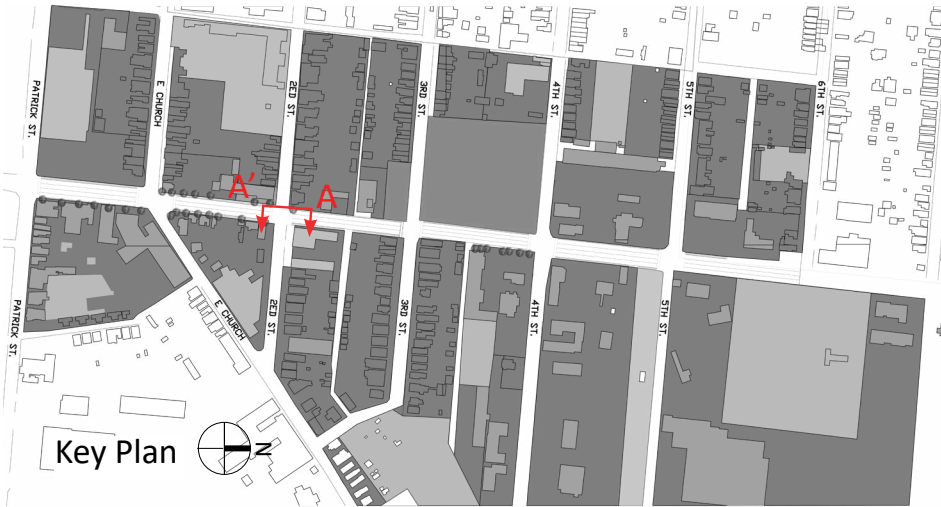 PATRICK ST.
E CHURCH
2ED ST.
3RD ST.
4TH ST.
5TH ST.
6TH ST.
A'
A
PATRICK ST.
E CHURCH
2ED ST.
3RD ST.
4TH ST.
5TH ST.
Key Plan
N